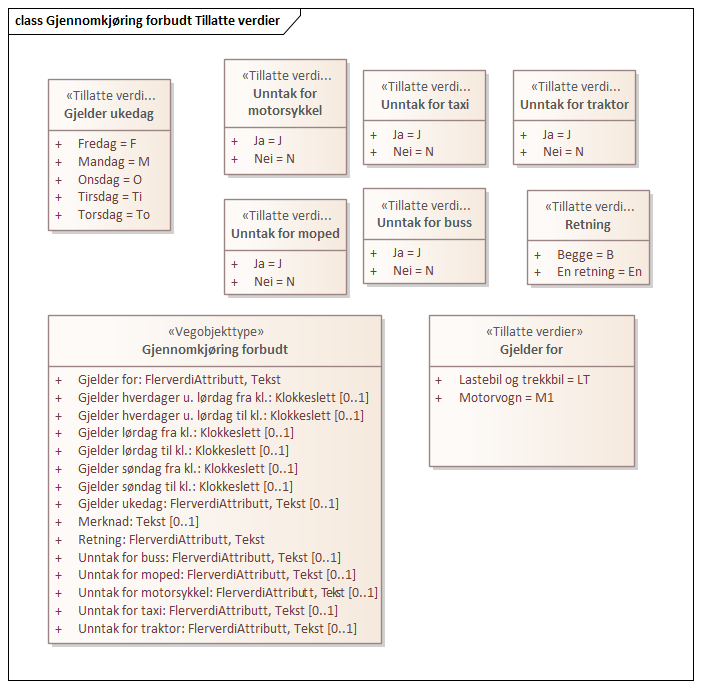 class Gjennomkjøring forbudt Tillatte verdier
«Tillatte verdi...
Gjelder ukedag
+ Fredag = F
+ Mandag = M
+ Onsdag = O
+ Tirsdag = Ti
+ Torsdag = To
«Tillatte verdi...
Unntak for
motorsykkel
+ Ja = J
+ Nei = N
«Tillatte verdi...
Unntak for taxi
+ Ja = J
+ Nei = N
«Tillatte verdi...
Unntak for traktor
+ Ja = J
+ Nei = N
«Tillatte verdi...
Unntak for moped
+ Ja = J
+ Nei = N
«Tillatte verdi...
Unntak for buss
+ Ja = J
+ Nei = N
«Tillatte verdi...
Retning
+ Begge = B
+ En retning = En
«Vegobjekttype»
Gjennomkjøring forbudt
+ Gjelder for: FlerverdiAttributt, Tekst
+ Gjelder hverdager u. lørdag fra kl.: Klokkeslett [0..1]
+ Gjelder hverdager u. lørdag til kl.: Klokkeslett [0..1]
+ Gjelder lørdag fra kl.: Klokkeslett [0..1]
+ Gjelder lørdag til kl.: Klokkeslett [0..1]
+ Gjelder søndag fra kl.: Klokkeslett [0..1]
+ Gjelder søndag til kl.: Klokkeslett [0..1]
+ Gjelder ukedag: FlerverdiAttributt, Tekst [0..1]
+ Merknad: Tekst [0..1]
+ Retning: FlerverdiAttributt, Tekst
+ Unntak for buss: FlerverdiAttributt, Tekst [0..1]
+ Unntak for moped: FlerverdiAttributt, Tekst [0..1]
+ Unntak for motorsykkel: FlerverdiAttributt, Tekst [0..1]
+ Unntak for taxi: FlerverdiAttributt, Tekst [0..1]
+ Unntak for traktor: FlerverdiAttributt, Tekst [0..1]
«Tillatte verdier»
Gjelder for
+ Lastebil og trekkbil = LT
+ Motorvogn = M1